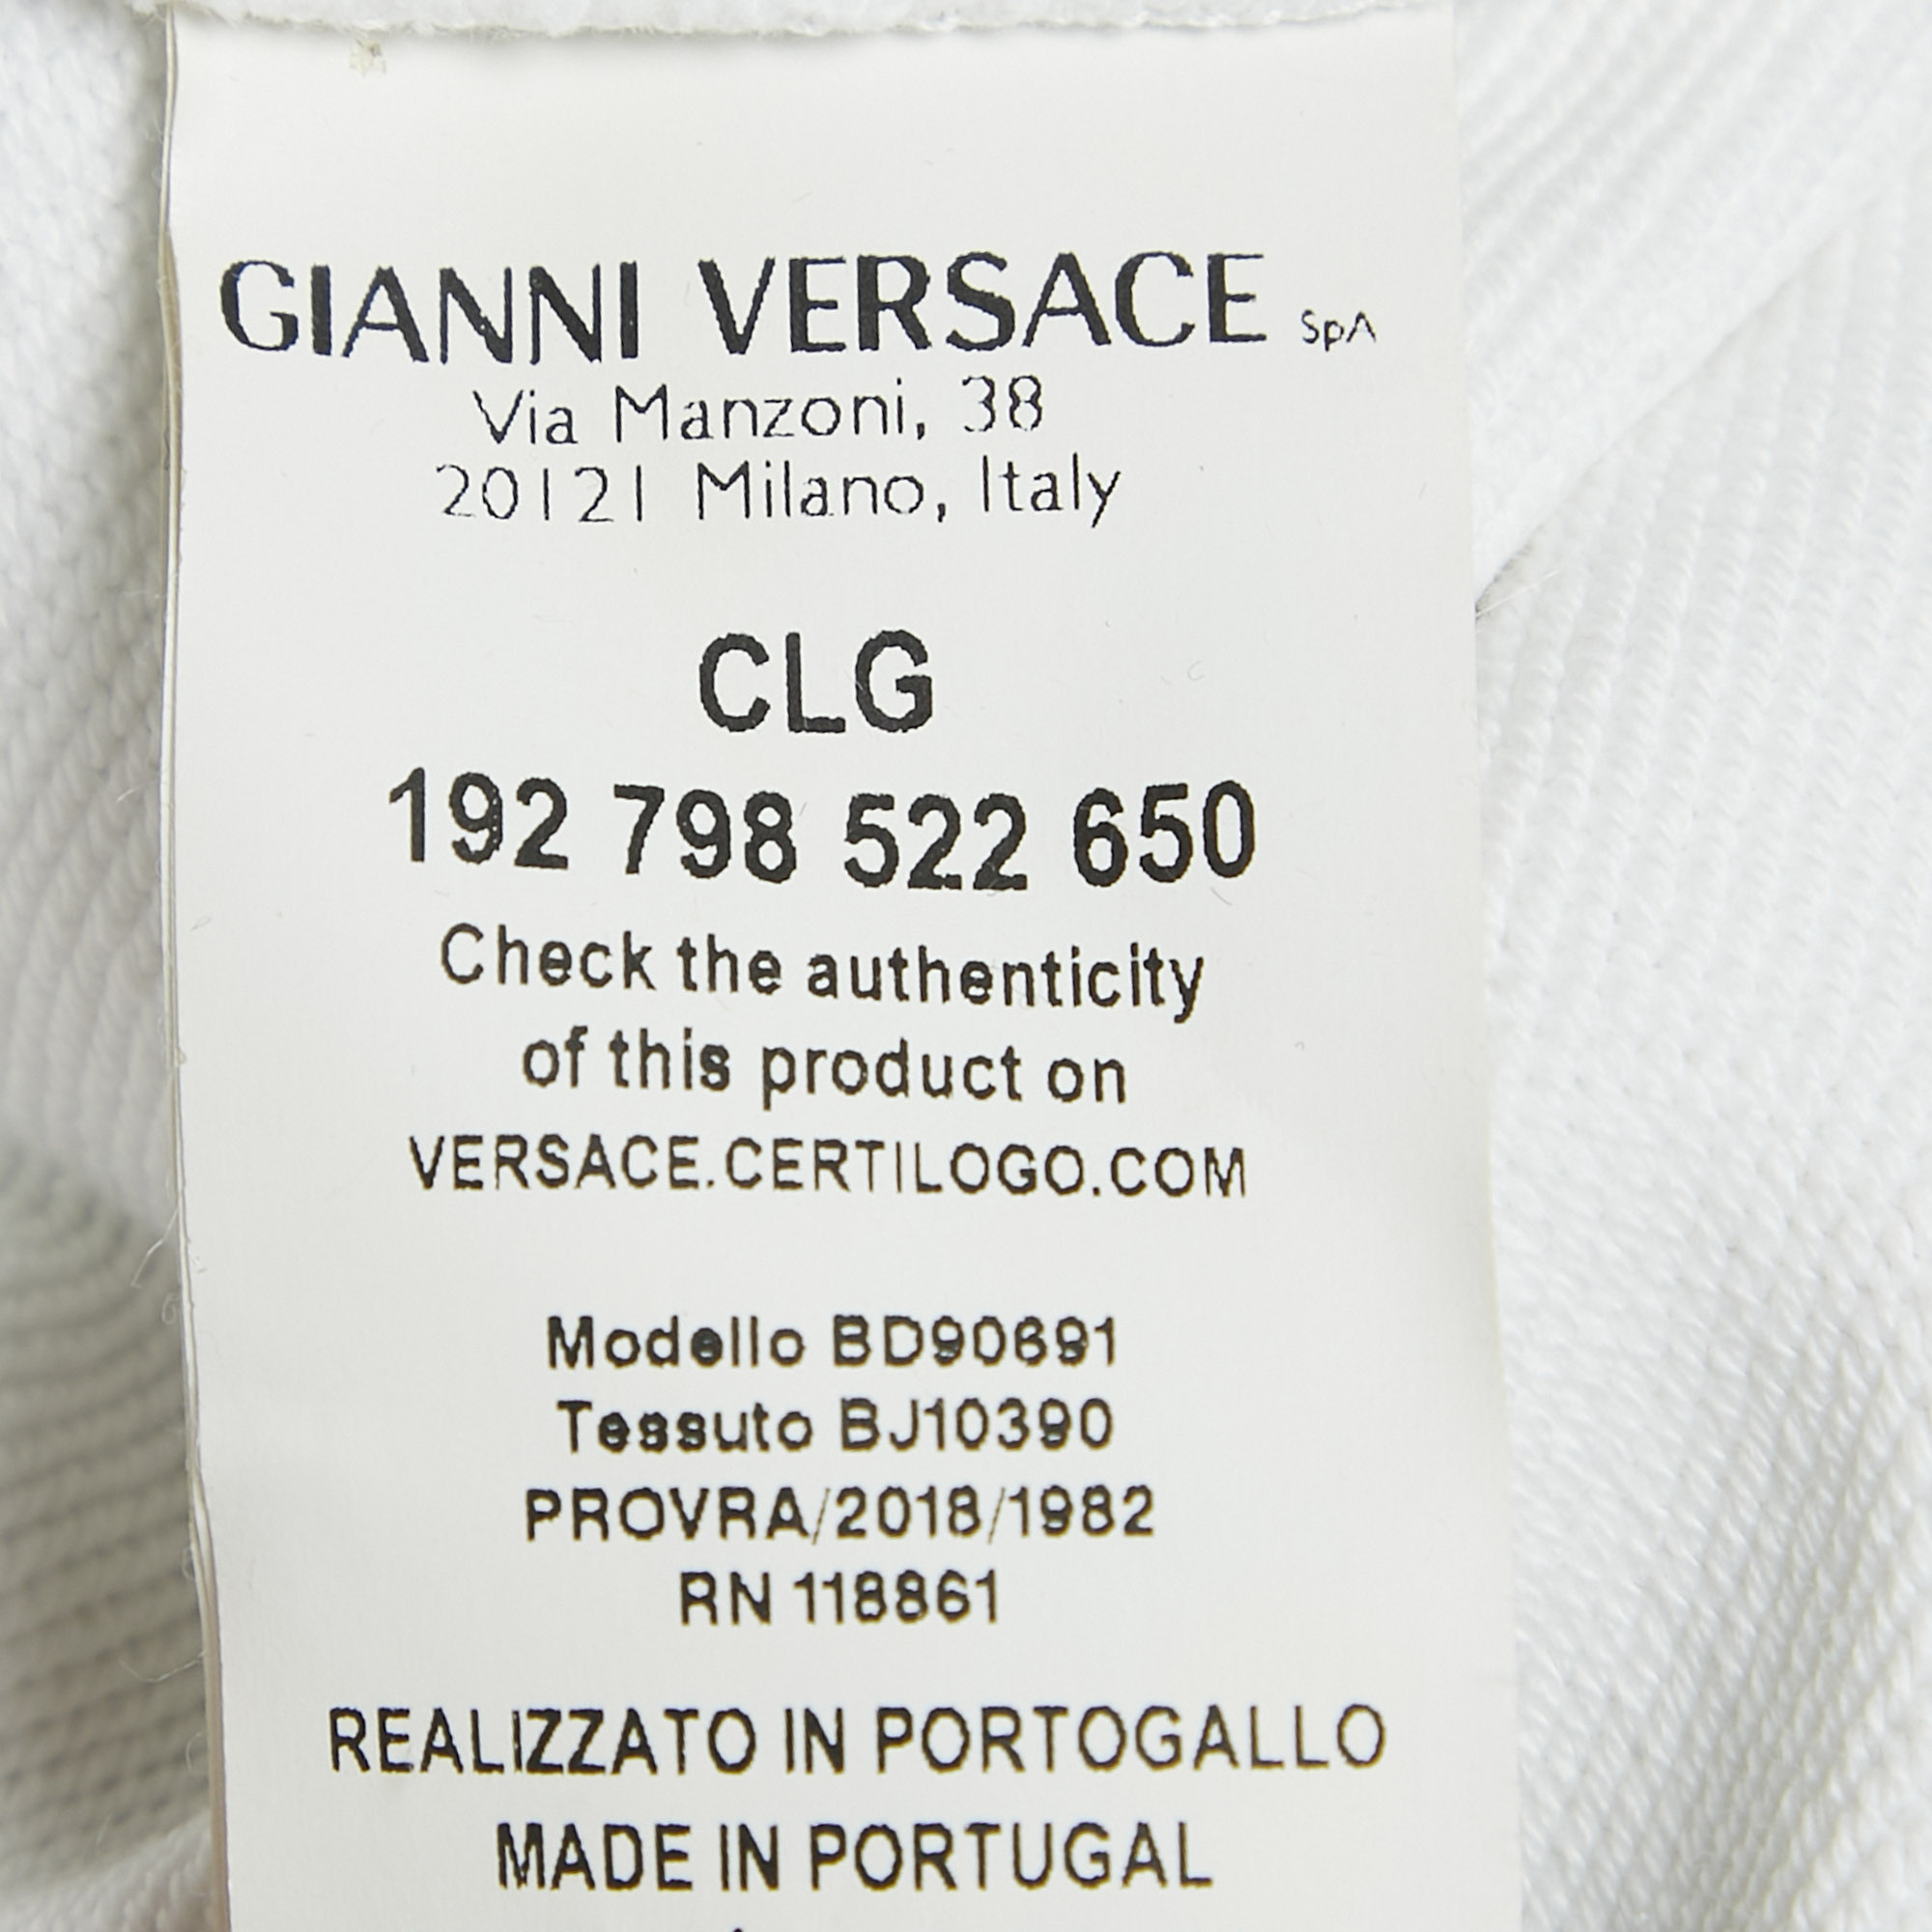 GIANNI VERSACE SpA
Via Manzoni, 38
20121 Milano, Italy
CLG
192 798 522 650
Check the authenticity
of this product on
VERSACE.CERTILOGO.COM
Modello BD90691
Tessuto BJ10390
PROVRA/2018/1982
RN 118861
REALIZZATO IN PORTOGALLO
MADE IN PORTUGAL